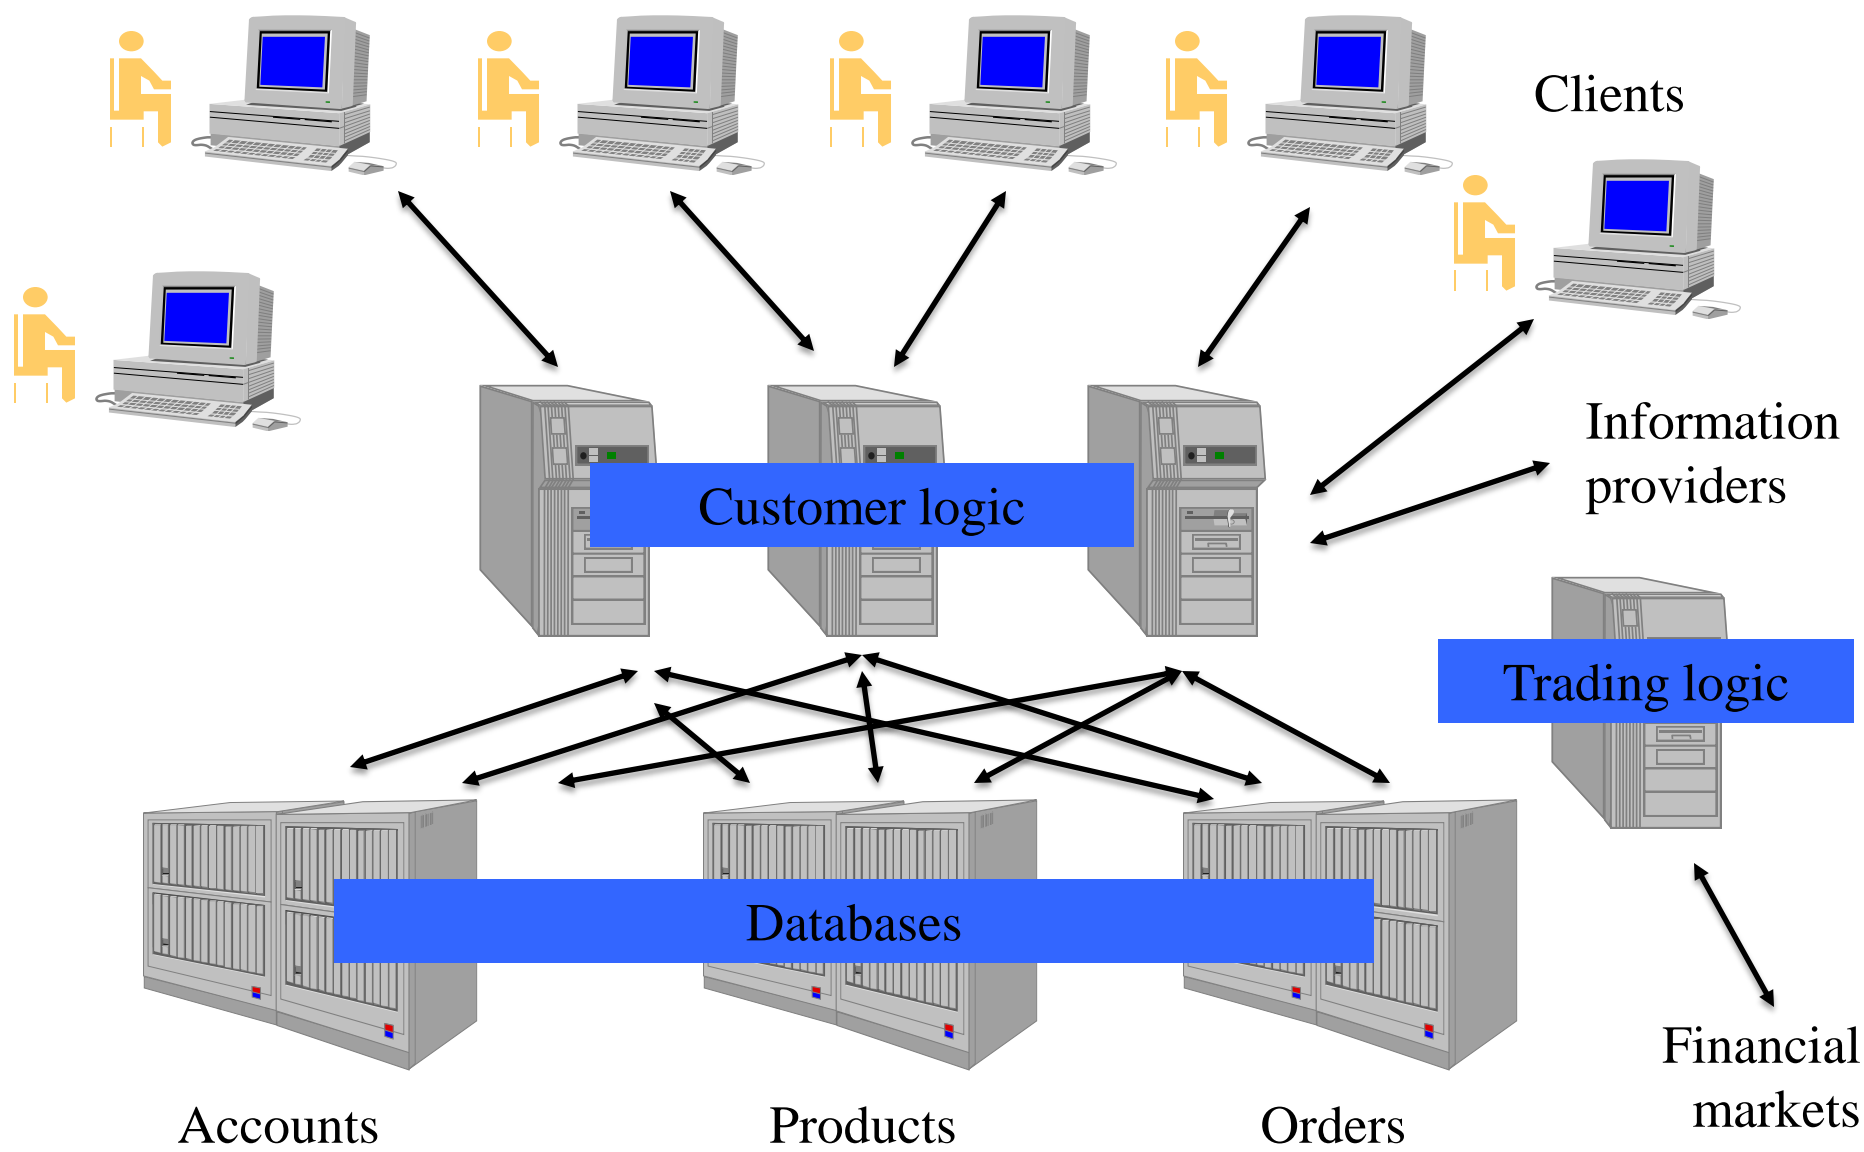 Clients
Information
providers
Customer logic
Trading logic
Databases
Financial
markets
Accounts
Products
Orders